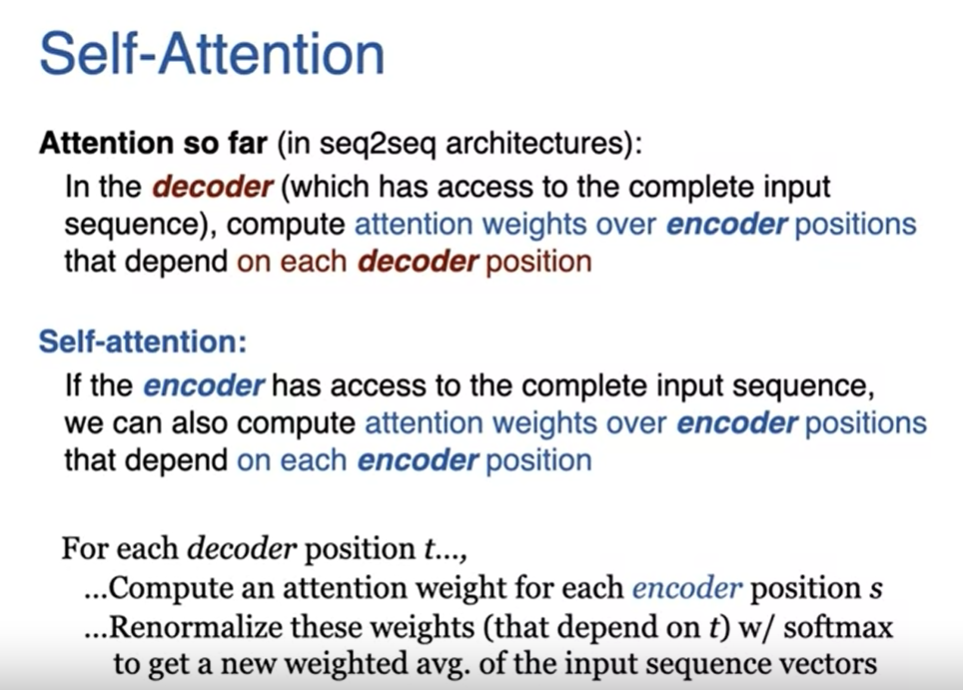 Self-Attention
Attention so far (in seq2seq architectures):
In the decoder (which has access to the complete input
sequence), compute attention weights over encoder positions
that depend on each decoder position
Self-attention:
If the encoder has access to the complete input sequence,
we can also compute attention weights over encoder positions
that depend on each encoder position
For each decoder position t...,
...Compute an attention weight for each encoder position s
...Renormalize these weights (that depend on t) w/ softmax
to get a new weighted avg. of the input sequence vectors